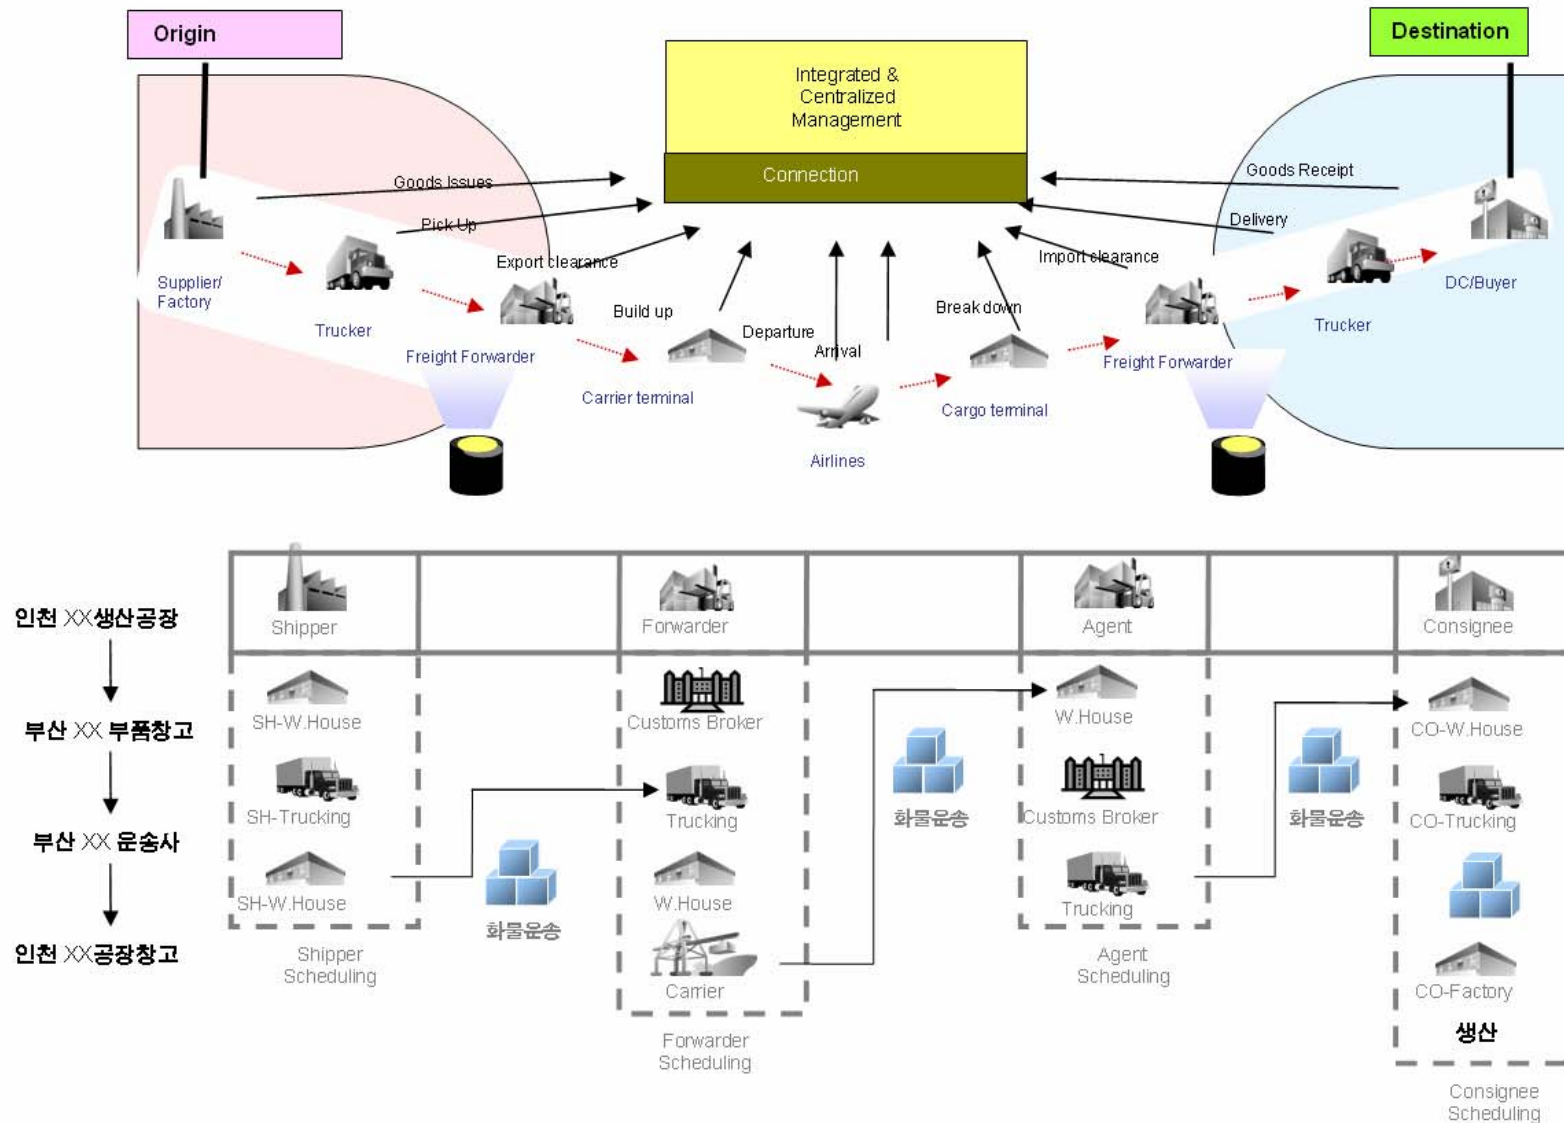 Origin
Destination
Integrated &
Centralized
Management
Connection
Goods Issues
Goods Receipt
Pick Up
Delivery
Export clearance
Import clearance
Build up
Break down
Departure
Arrival
Supplier/
Factory
Trucker
Freight Forwarder
Carrier terminal
Airlines
Cargo terminal
Freight Forwarder
Trucker
DC/Buyer
인천 XX생산공장
부산 XX 부품창고
부산 XX 운송사
인천 XX공장창고
Shipper
Forwarder
Agent
Consignee
SH-W.House
SH-Trucking
SH-W.House
Shipper
Scheduling
화물운송
Customs Broker
Trucking
W.House
Carrier
Forwarder
Scheduling
화물운송
W.House
Customs Broker
Trucking
Agent
Scheduling
화물운송
CO-W.House
CO-Trucking
CO-Factory
생산
Consignee
Scheduling